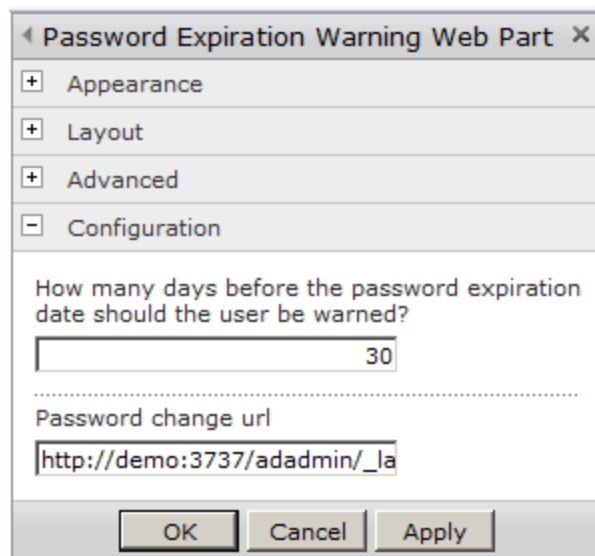 Password Expiration Warning Web Part
Appearance
Layout
Advanced
Configuration
How many days before the password expiration
date should the user be warned?
30
Password change url
http://demo:3737/adadmin/_la
OK Cancel Apply